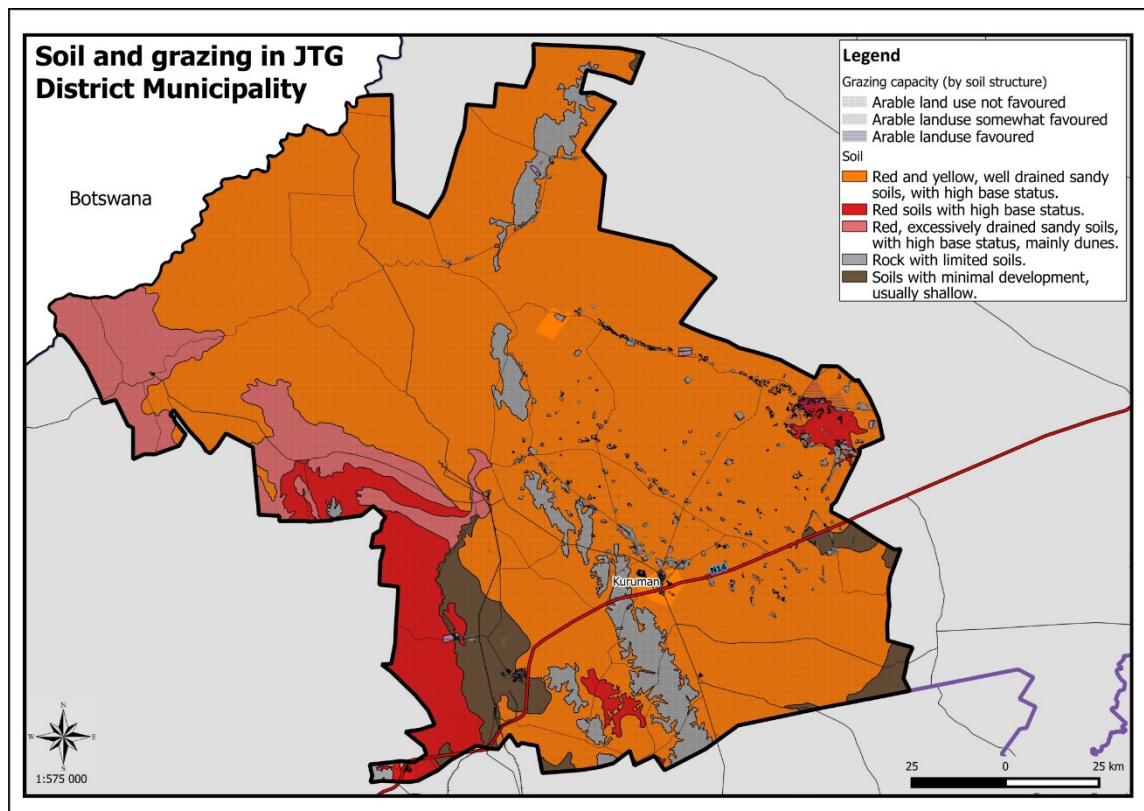 Soil and grazing in JTG
District Municipality
Legend
Grazing capacity (by soil structure)
Arable land use not favoured
Arable landuse somewhat favoured
Arable landuse favoured
Soil
Red and yellow, well drained sandy
soils, with high base status.
Red soils with high base status.
Red, excessively drained sandy soils,
with high base status, mainly dunes.
Rock with limited soils.
Soils with minimal development,
usually shallow.
Botswana
N14
Kuruman
N
W E
S
1:575 000
25 0 25 km